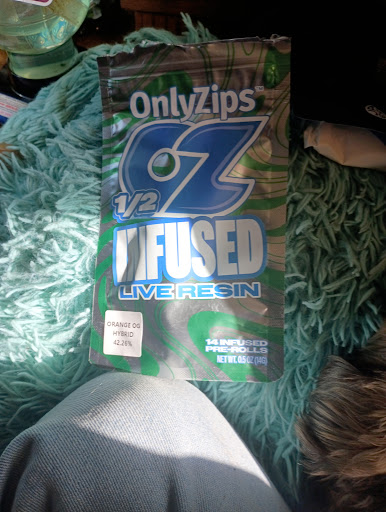 OnlyZips™
1/2 OZ
INFUSED
LIVE RESIN
ORANGE OG
HYBRID
42.26%
14 INFUSED
PRE-ROLLS
NET WT. 0.5 OZ (14G)